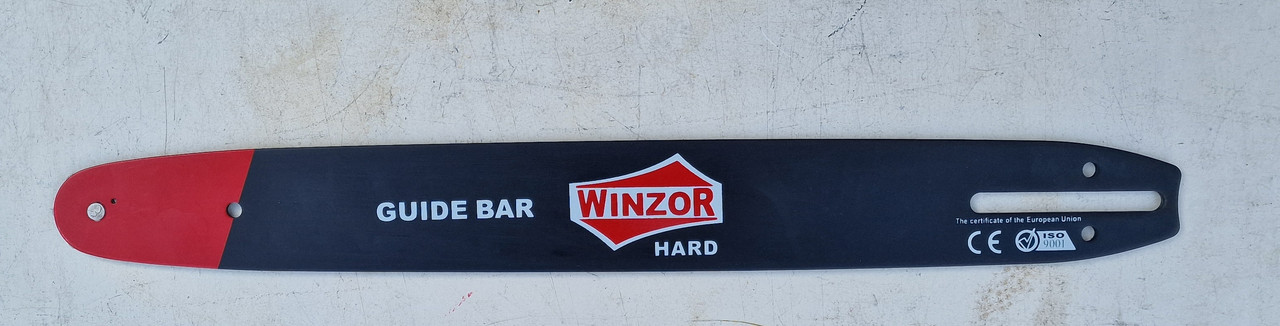 GUIDE BAR
WINZOR
HARD
The certificate of the European Union
CE
ISO
9001